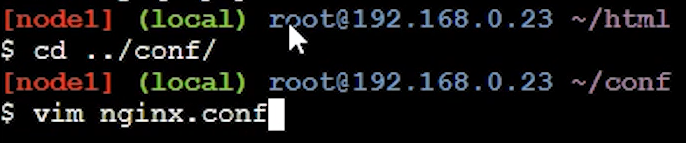 [node1] (local) root@192.168.0.23 ~/html
$ cd ../conf/
[node1] (local) root@192.168.0.23 ~/conf
$ vim nginx.conf